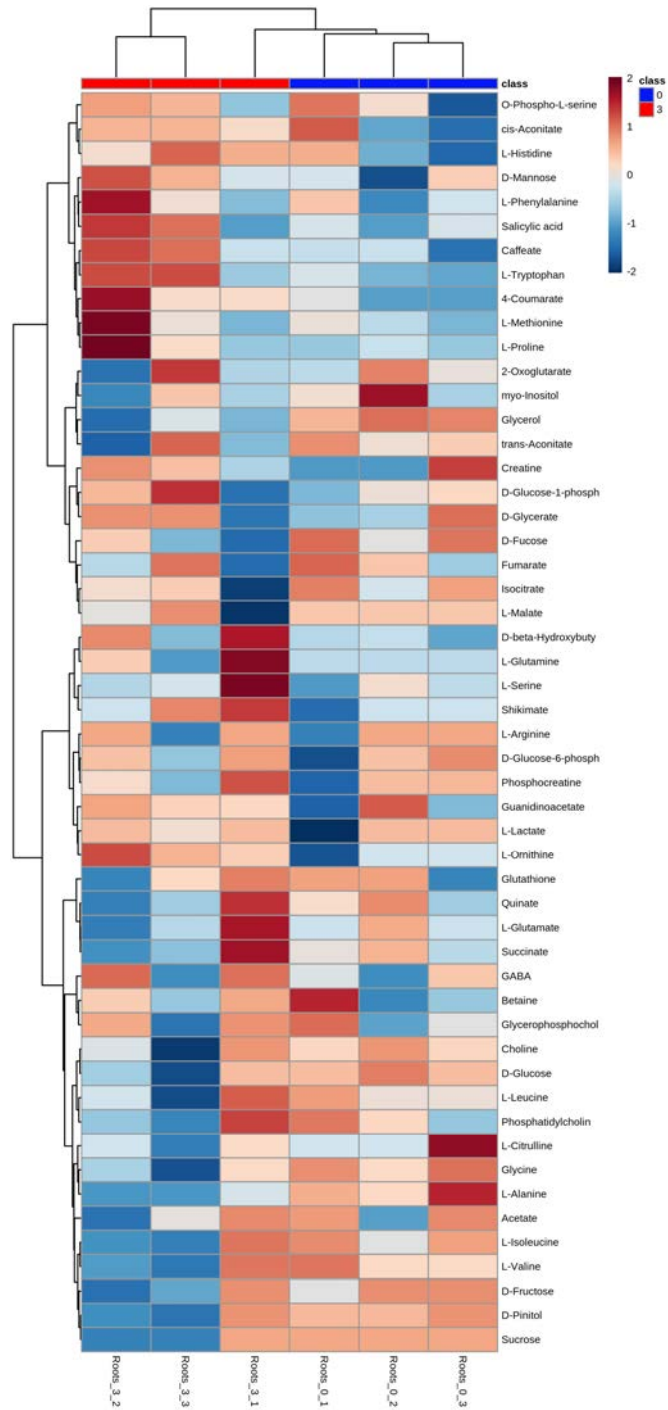 class
class
0
3
2
1
0
-1
-2
O-Phospho-L-serine
cis-Aconitate
L-Histidine
D-Mannose
L-Phenylalanine
Salicylic acid
Caffeate
L-Tryptophan
4-Coumarate
L-Methionine
L-Proline
2-Oxoglutarate
myo-Inositol
Glycerol
trans-Aconitate
Creatine
D-Glucose-1-phosph
D-Glycerate
D-Fucose
Fumarate
Isocitrate
L-Malate
D-beta-Hydroxybuty
L-Glutamine
L-Serine
Shikimate
L-Arginine
D-Glucose-6-phosph
Phosphocreatine
Guanidinoacetate
L-Lactate
L-Ornithine
Glutathione
Quinate
L-Glutamate
Succinate
GABA
Betaine
Glycerophosphochol
Choline
D-Glucose
L-Leucine
Phosphatidylcholin
L-Citrulline
Glycine
L-Alanine
Acetate
L-Isoleucine
L-Valine
D-Fructose
D-Pinitol
Sucrose
Roots_3_2
Roots_3_3
Roots_3_1
Roots_0_1
Roots_0_2
Roots_0_3